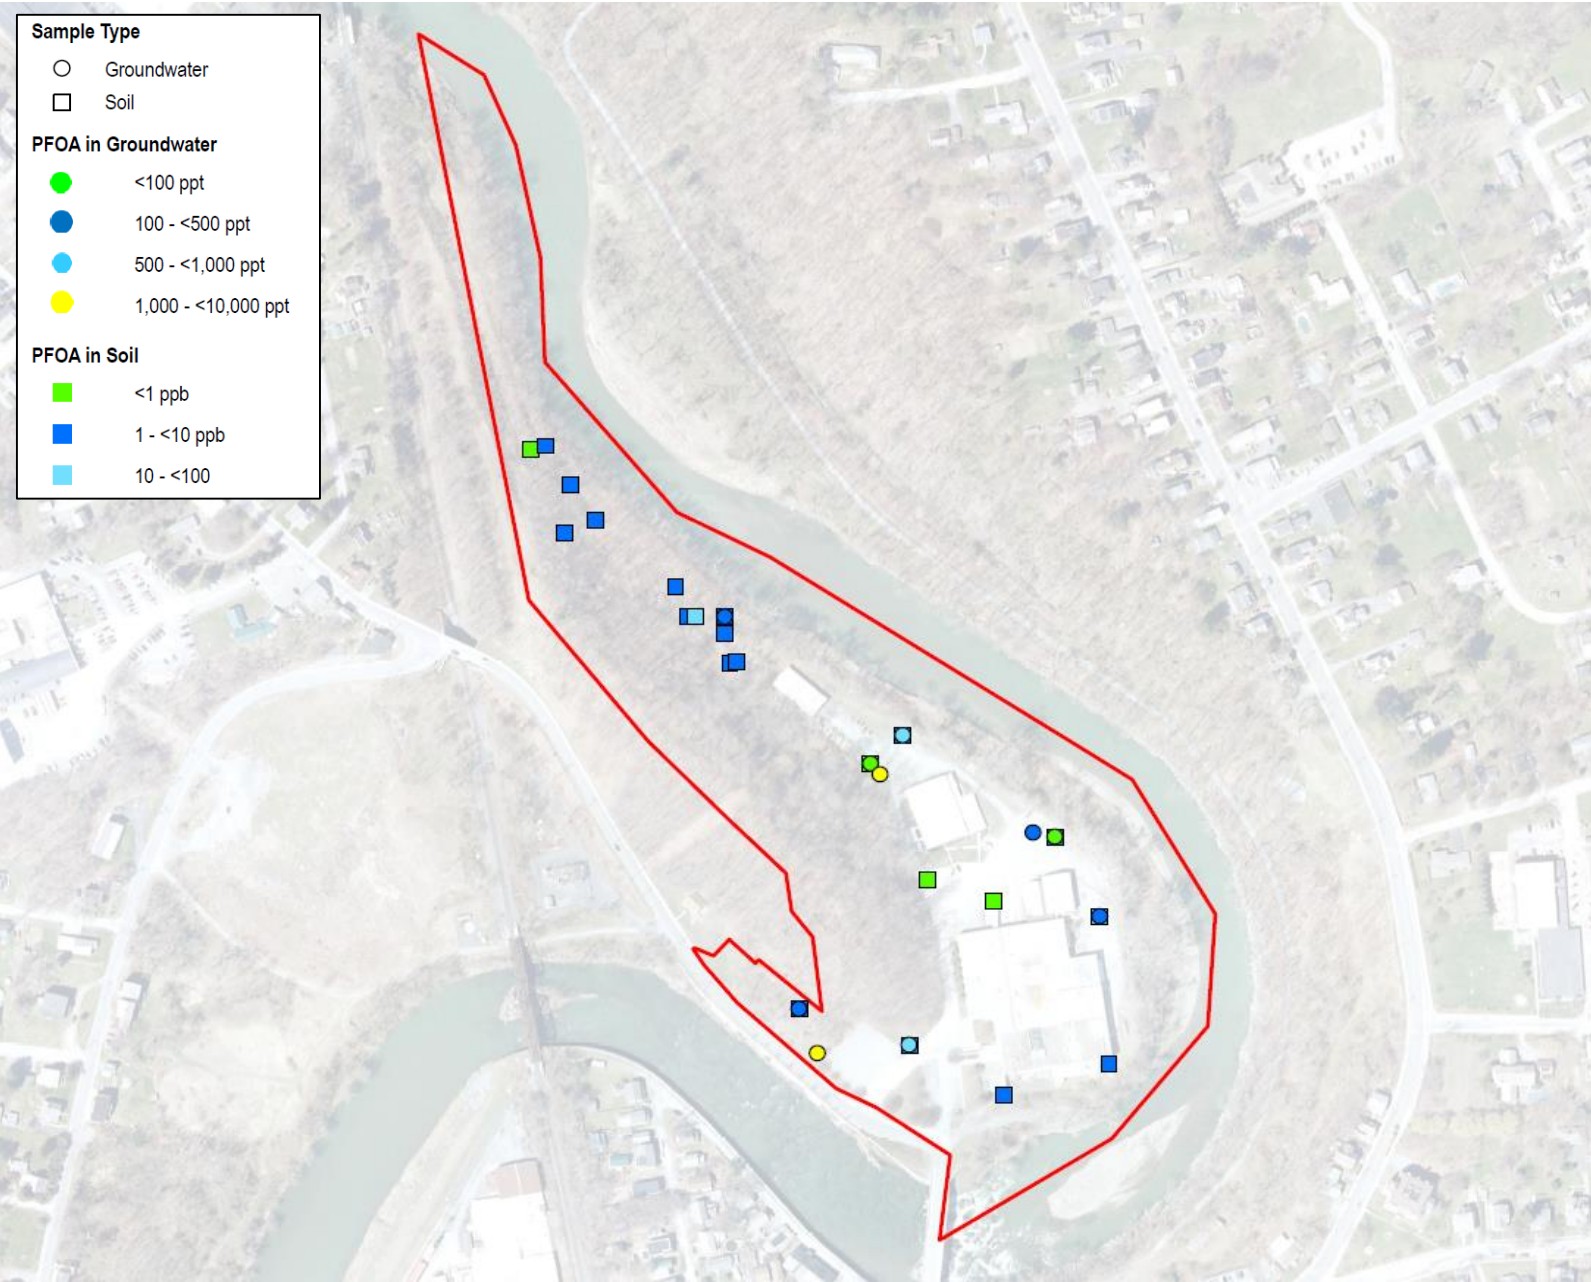 Sample Type
Groundwater
Soil
PFOA in Groundwater
<100 ppt
100 - <500 ppt
500 - <1,000 ppt
1,000 - <10,000 ppt
PFOA in Soil
<1 ppb
1 - <10 ppb
10 - <100